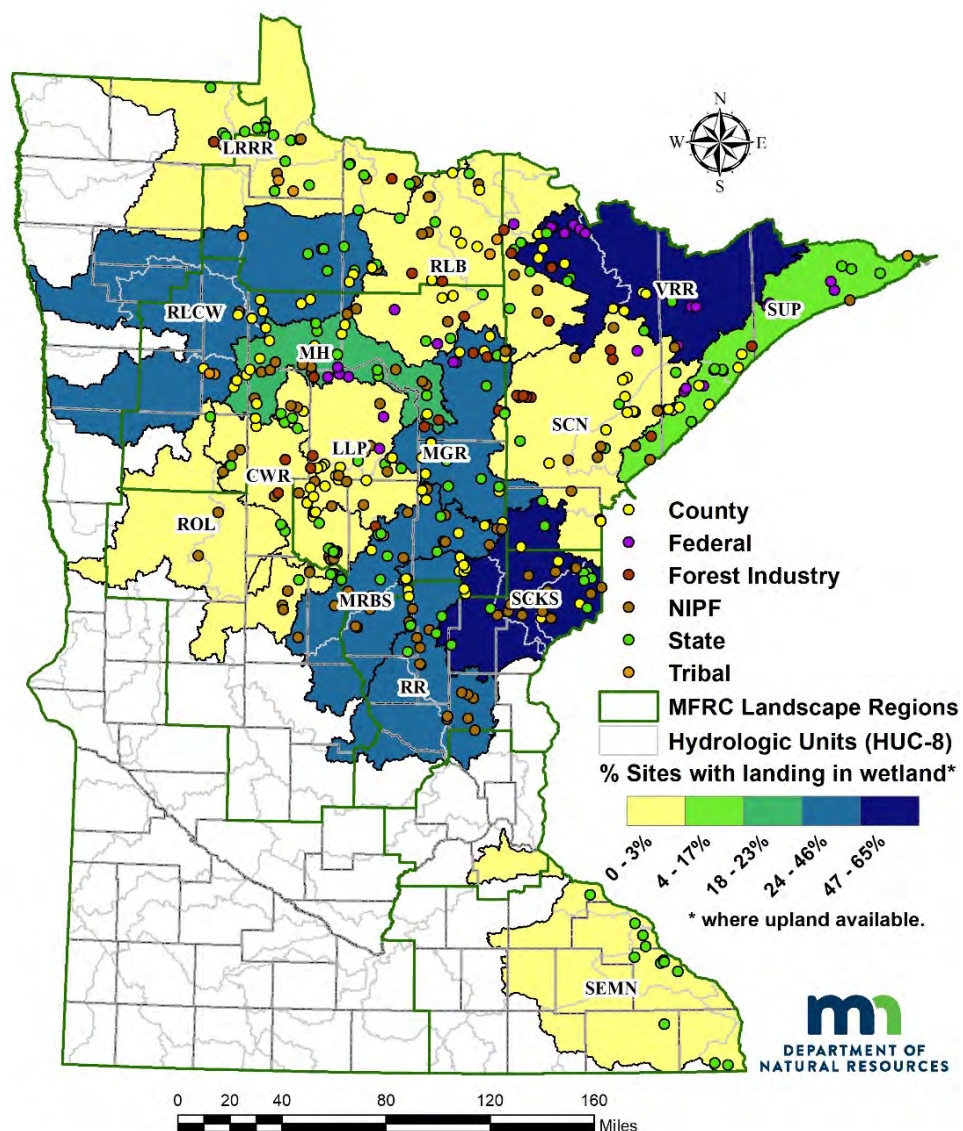 N
W E
S
LRRR
RLB
VRR
SUP
RLCW
MH
SCN
LLP
MGR
CWR
ROL
MRBS
SCKS
RR
SEMN
County
Federal
Forest Industry
NIPF
State
Tribal
MFRC Landscape Regions
Hydrologic Units (HUC-8)
% Sites with landing in wetland*
0 - 3%
4 - 17%
18 - 23%
24 - 46%
47 - 65%
* where upland available.
mn
DEPARTMENT OF
NATURAL RESOURCES
0 20 40 80 120 160
Miles